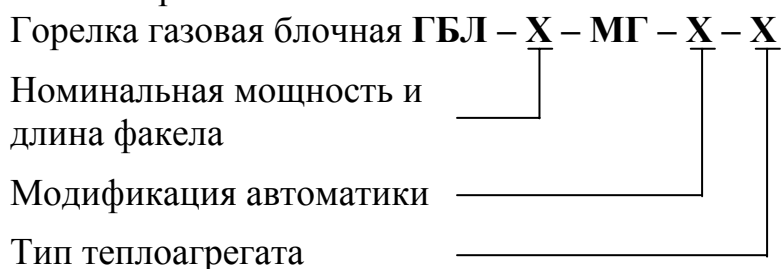 Горелка газовая блочная ГБЛ – Х – МГ – Х – Х
Номинальная мощность и
длина факела
Модификация автоматики
Тип теплоагрегата